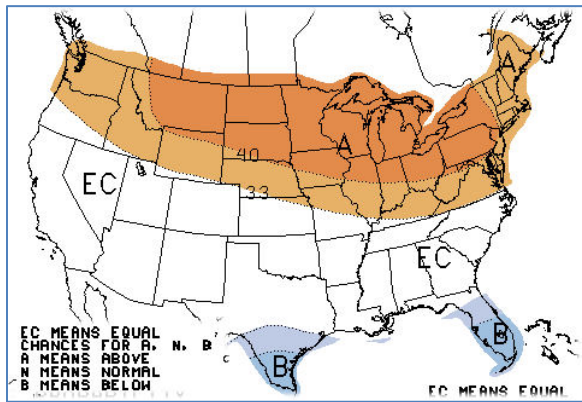 A
A
40
33
EC
EC
B
B
EC MEANS EQUAL
CHANCES FOR A, N, B
A MEANS ABOVE
N MEANS NORMAL
B MEANS BELOW
C
EC MEANS EQUAL